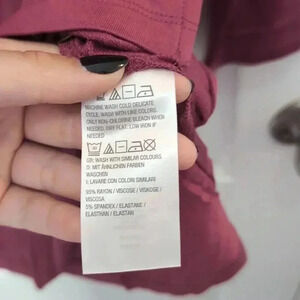 MACHINE WASH COLD DELICATE
CYCLE, WASH WITH LIKE COLORS.
ONLY NON-CHLORINE BLEACH WHEN
NEEDED. DRY FLAT. LOW IRON IF
NEEDED.
GB: WASH WITH SIMILAR COLOURS
D: MIT ÄHNLICHEN FARBEN
WASCHEN
I: LAVARE CON COLORI SIMILARI
95% RAYON / VISCOSE / VISKOSE /
VISCOSA
5% SPANDEX / ELASTANE /
ELASTHAN / ELASTAN